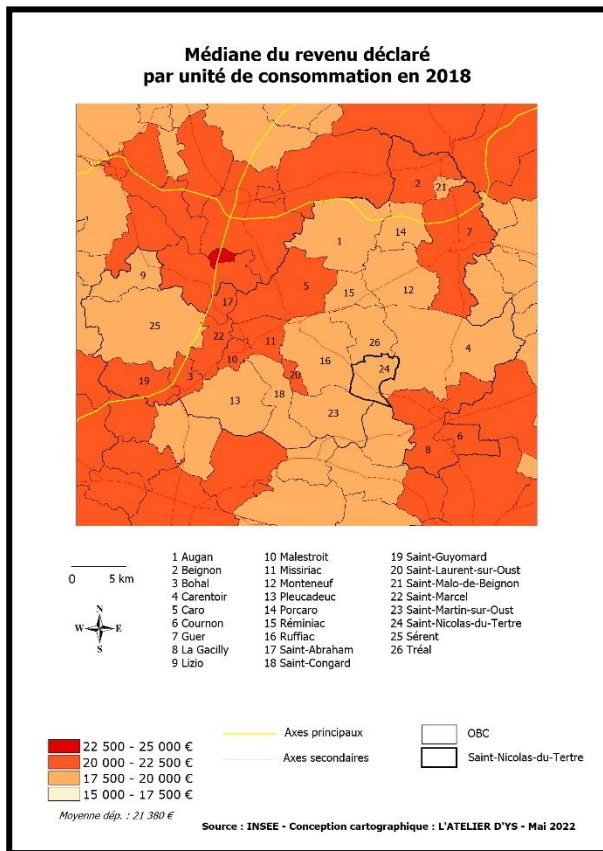 Médiane du revenu déclaré
par unité de consommation en 2018
2
21
1
14
7
9
5
12
15
17
25
22
11
26
4
16
10
24
3
20
19
13
18
23
8
6
0 5 km
N
W E
S
1 Augan
2 Beignon
3 Bohal
4 Carentoir
5 Caro
6 Cournon
7 Guer
8 La Gacilly
9 Lizio
10 Malestroit
11 Missiriac
12 Monteneuf
13 Pleucadeuc
14 Porcaro
15 Réminiac
16 Ruffiac
17 Saint-Abraham
18 Saint-Congard
19 Saint-Guyomard
20 Saint-Laurent-sur-Oust
21 Saint-Malo-de-Beignon
22 Saint-Marcel
23 Saint-Martin-sur-Oust
24 Saint-Nicolas-du-Tertre
25 Sérent
26 Tréal
22 500 - 25 000 €
20 000 - 22 500 €
17 500 - 20 000 €
15 000 - 17 500 €
Moyenne dép. : 21 380 €
Axes principaux
Axes secondaires
OBC
Saint-Nicolas-du-Tertre
Source : INSEE - Conception cartographique : L'ATELIER D'YS - Mai 2022